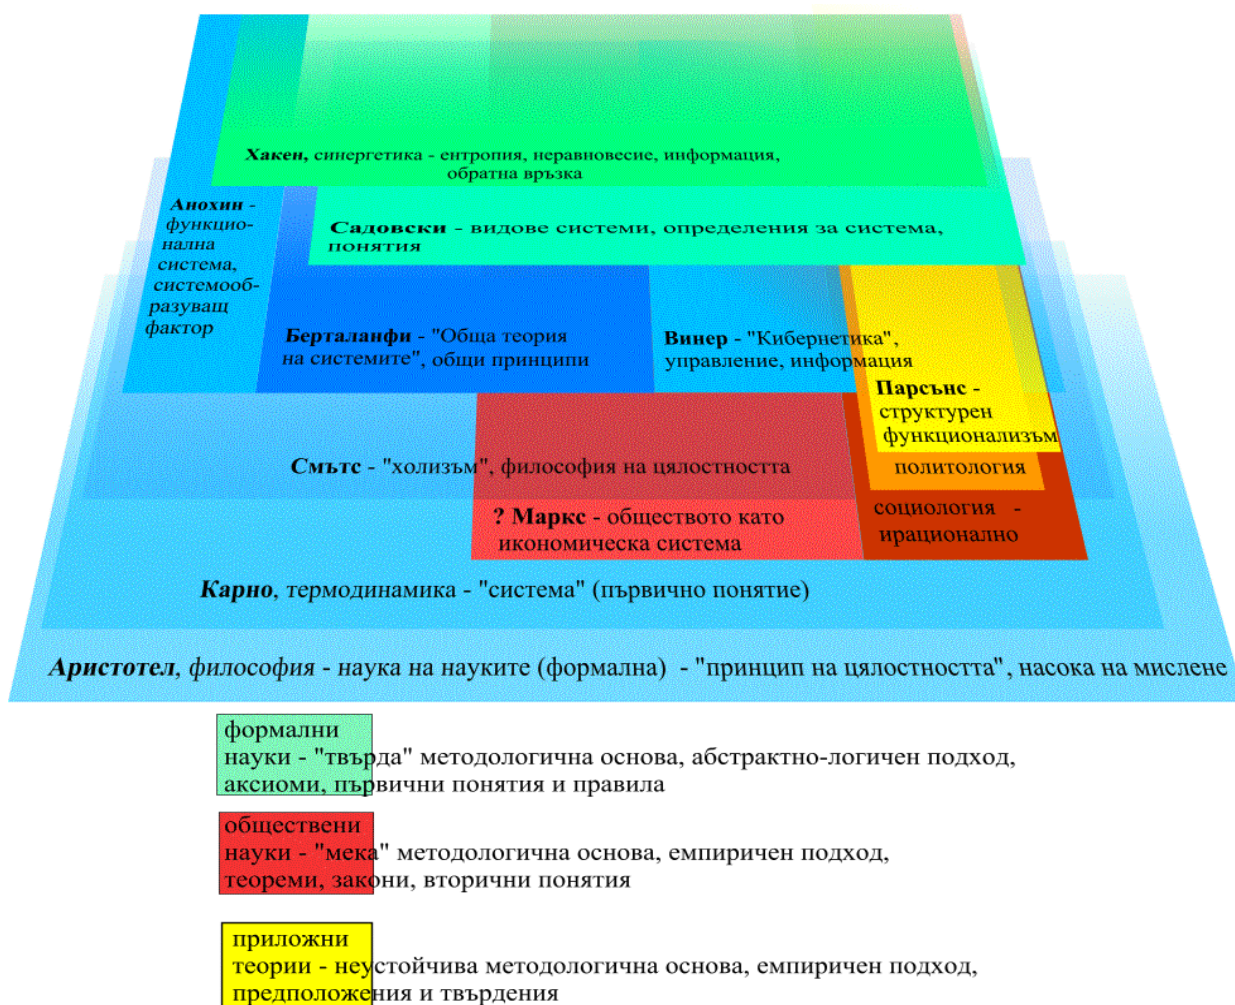 Хакен, синергетика - ентропия, неравновесие, информация,
обратна връзка
Анохин -
функцио-
нална
система,
системооб-
разуващ
фактор
Садовски - видове системи, определения за система,
понятия
Берталанфи - "Обща теория
на системите", общи принципи
Винер - "Кибернетика",
управление, информация
Парсънс -
структурен
функционализъм
политология
Смътс - "холизъм", философия на цялостността
социология -
ирационално
? Маркс - обществото като
икономическа система
Карно, термодинамика - "система" (първично понятие)
Аристотел, философия - наука на науките (формална) - "принцип на цялостността", насока на мислене
формални
науки - "твърда" методологична основа, абстрактно-логичен подход,
аксиоми, първични понятия и правила
обществени
науки - "мека" методологична основа, емпиричен подход,
теореми, закони, вторични понятия
приложни
теории - неустойчива методологична основа, емпиричен подход,
предположения и твърдения